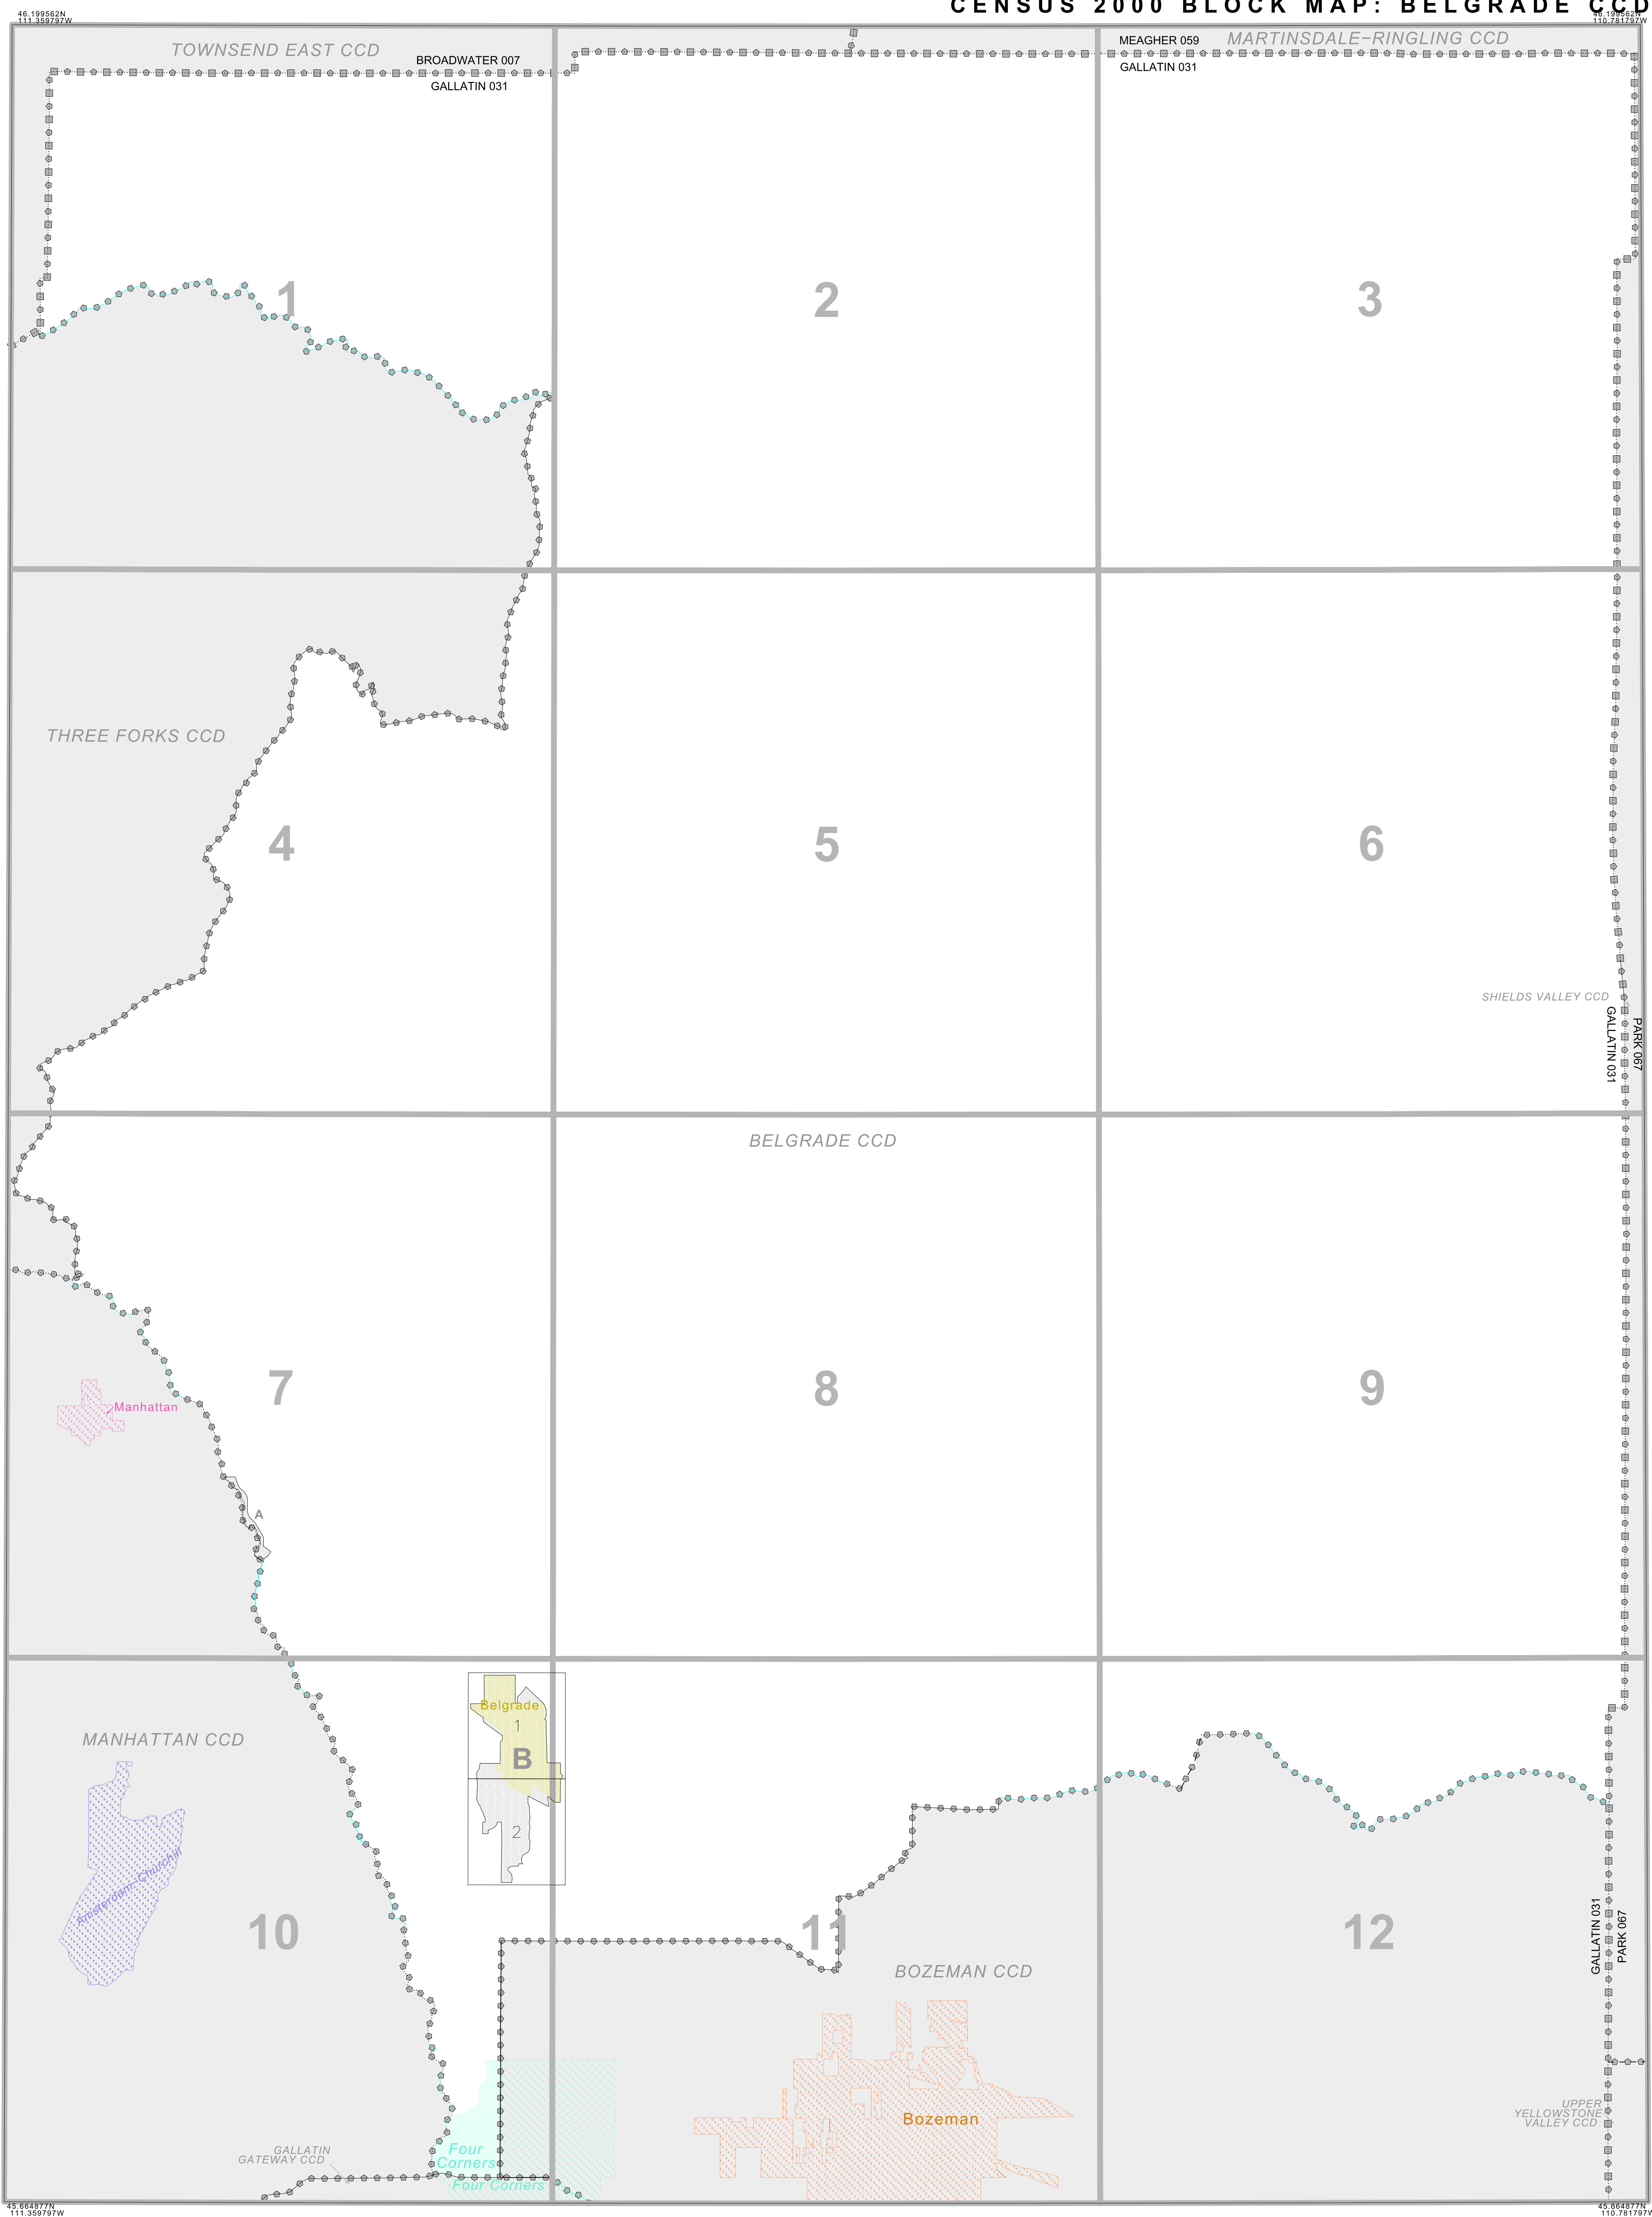 CENSUS 2000 BLOCK MAP: BELGRADE CCD
46.199562N
111.359797W
46.199562N
110.781797W
TOWNSEND EAST CCD
BROADWATER 007
GALLATIN 031
MEAGHER 059
GALLATIN 031
MARTINSDALE–RINGLING CCD
1
2
3
THREE FORKS CCD
4
5
6
SHIELDS VALLEY CCD
GALLATIN 031
PARK 067
BELGRADE CCD
7
8
9
Manhattan
A
MANHATTAN CCD
Belgrade
1
B
2
Amsterdam–Churchill
10
11
12
GALLATIN 031
PARK 067
BOZEMAN CCD
Bozeman
UPPER
YELLOWSTONE
VALLEY CCD
GALLATIN
GATEWAY CCD
Four
Corners
Four Corners
45.664877N
111.359797W
45.664877N
110.781797W